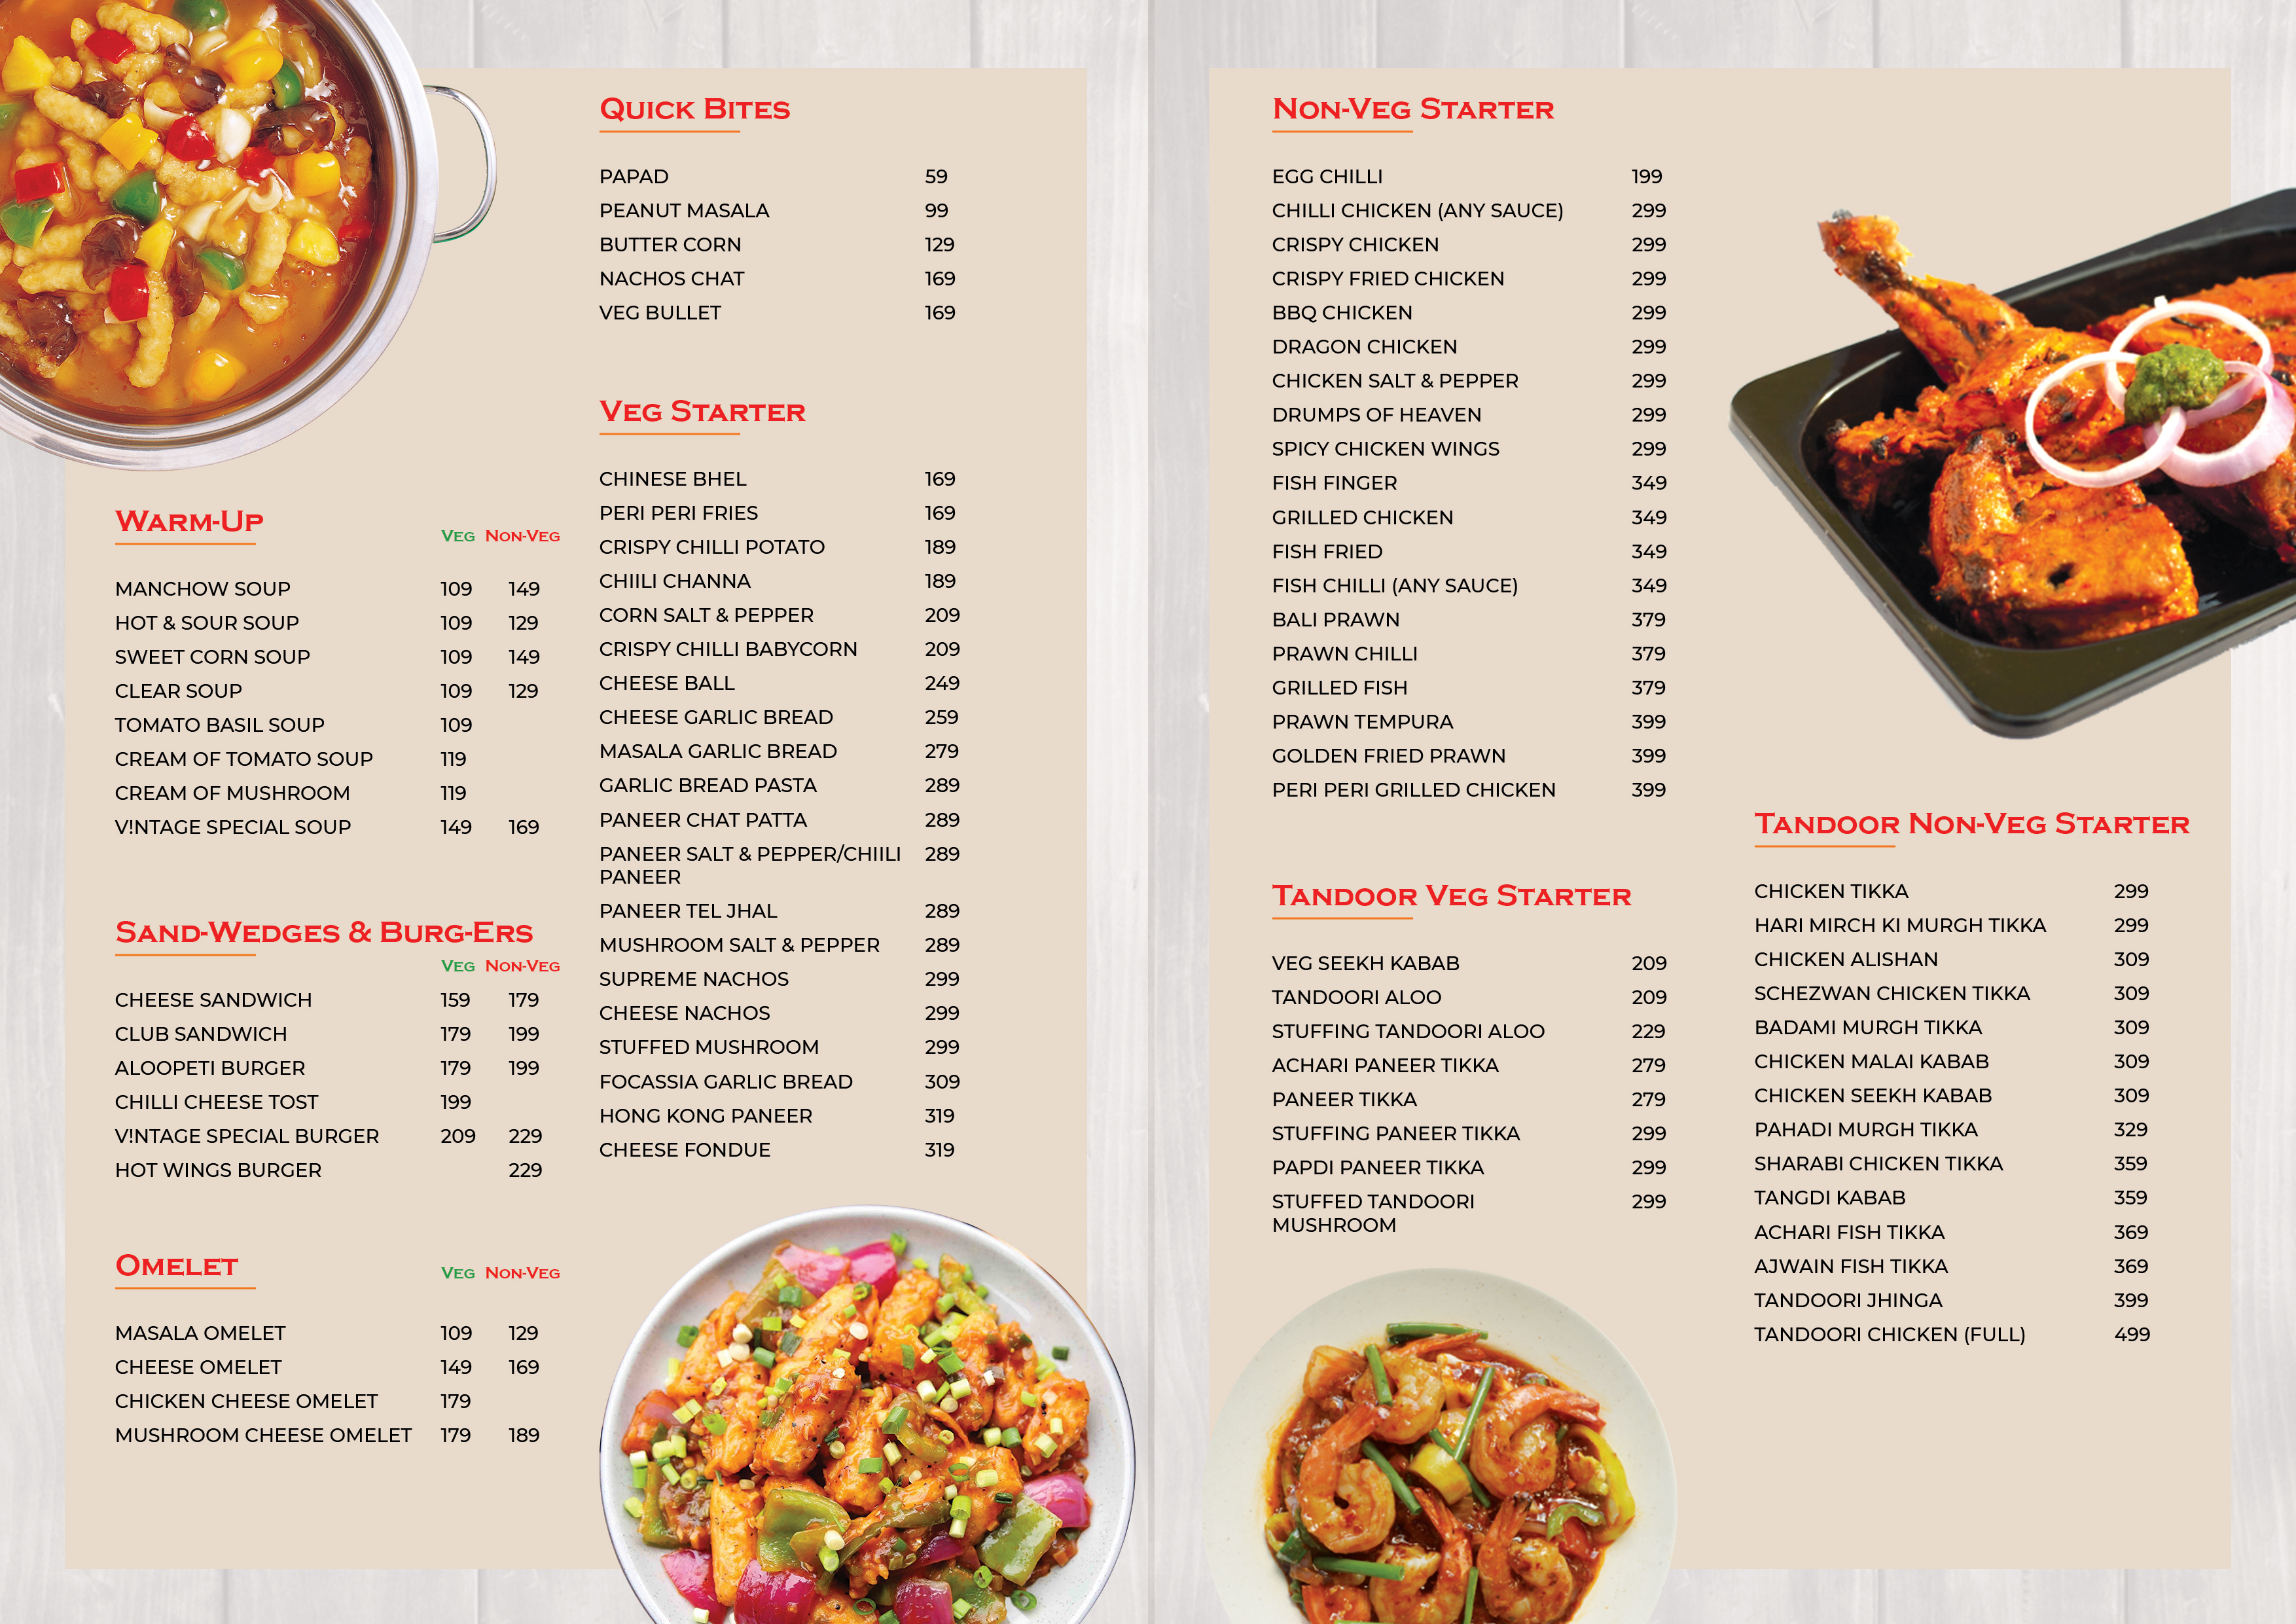 WARM-UP
VEG NON-VEG
MANCHOW SOUP 109 149
HOT & SOUR SOUP 109 129
SWEET CORN SOUP 109 149
CLEAR SOUP 109 129
TOMATO BASIL SOUP 109
CREAM OF TOMATO SOUP 119
CREAM OF MUSHROOM 119
V!NTAGE SPECIAL SOUP 149 169
SAND-WEDGES & BURG-ERS
VEG NON-VEG
CHEESE SANDWICH 159 179
CLUB SANDWICH 179 199
ALOOPETI BURGER 179 199
CHILLI CHEESE TOST 199
V!NTAGE SPECIAL BURGER 209 229
HOT WINGS BURGER 229
OMELET
VEG NON-VEG
MASALA OMELET 109 129
CHEESE OMELET 149 169
CHICKEN CHEESE OMELET 179
MUSHROOM CHEESE OMELET 179 189
QUICK BITES
PAPAD 59
PEANUT MASALA 99
BUTTER CORN 129
NACHOS CHAT 169
VEG BULLET 169
VEG STARTER
CHINESE BHEL 169
PERI PERI FRIES 169
CRISPY CHILLI POTATO 189
CHIILI CHANNA 189
CORN SALT & PEPPER 209
CRISPY CHILLI BABYCORN 209
CHEESE BALL 249
CHEESE GARLIC BREAD 259
MASALA GARLIC BREAD 279
GARLIC BREAD PASTA 289
PANEER CHAT PATTA 289
PANEER SALT & PEPPER/CHIILI 289
PANEER
PANEER TEL JHAL 289
MUSHROOM SALT & PEPPER 289
SUPREME NACHOS 299
CHEESE NACHOS 299
STUFFED MUSHROOM 299
FOCASSIA GARLIC BREAD 309
HONG KONG PANEER 319
CHEESE FONDUE 319
NON-VEG STARTER
EGG CHILLI 199
CHILLI CHICKEN (ANY SAUCE) 299
CRISPY CHICKEN 299
CRISPY FRIED CHICKEN 299
BBQ CHICKEN 299
DRAGON CHICKEN 299
CHICKEN SALT & PEPPER 299
DRUMPS OF HEAVEN 299
SPICY CHICKEN WINGS 299
FISH FINGER 349
GRILLED CHICKEN 349
FISH FRIED 349
FISH CHILLI (ANY SAUCE) 349
BALI PRAWN 379
PRAWN CHILLI 379
GRILLED FISH 379
PRAWN TEMPURA 399
GOLDEN FRIED PRAWN 399
PERI PERI GRILLED CHICKEN 399
TANDOOR VEG STARTER
VEG SEEKH KABAB 209
TANDOORI ALOO 209
STUFFING TANDOORI ALOO 229
ACHARI PANEER TIKKA 279
PANEER TIKKA 279
STUFFING PANEER TIKKA 299
PAPDI PANEER TIKKA 299
STUFFED TANDOORI 299
MUSHROOM
TANDOOR NON-VEG STARTER
CHICKEN TIKKA 299
HARI MIRCH KI MURGH TIKKA 299
CHICKEN ALISHAN 309
SCHEZWAN CHICKEN TIKKA 309
BADAMI MURGH TIKKA 309
CHICKEN MALAI KABAB 309
CHICKEN SEEKH KABAB 309
PAHADI MURGH TIKKA 329
SHARABI CHICKEN TIKKA 359
TANGDI KABAB 359
ACHARI FISH TIKKA 369
AJWAIN FISH TIKKA 369
TANDOORI JHINGA 399
TANDOORI CHICKEN (FULL) 499